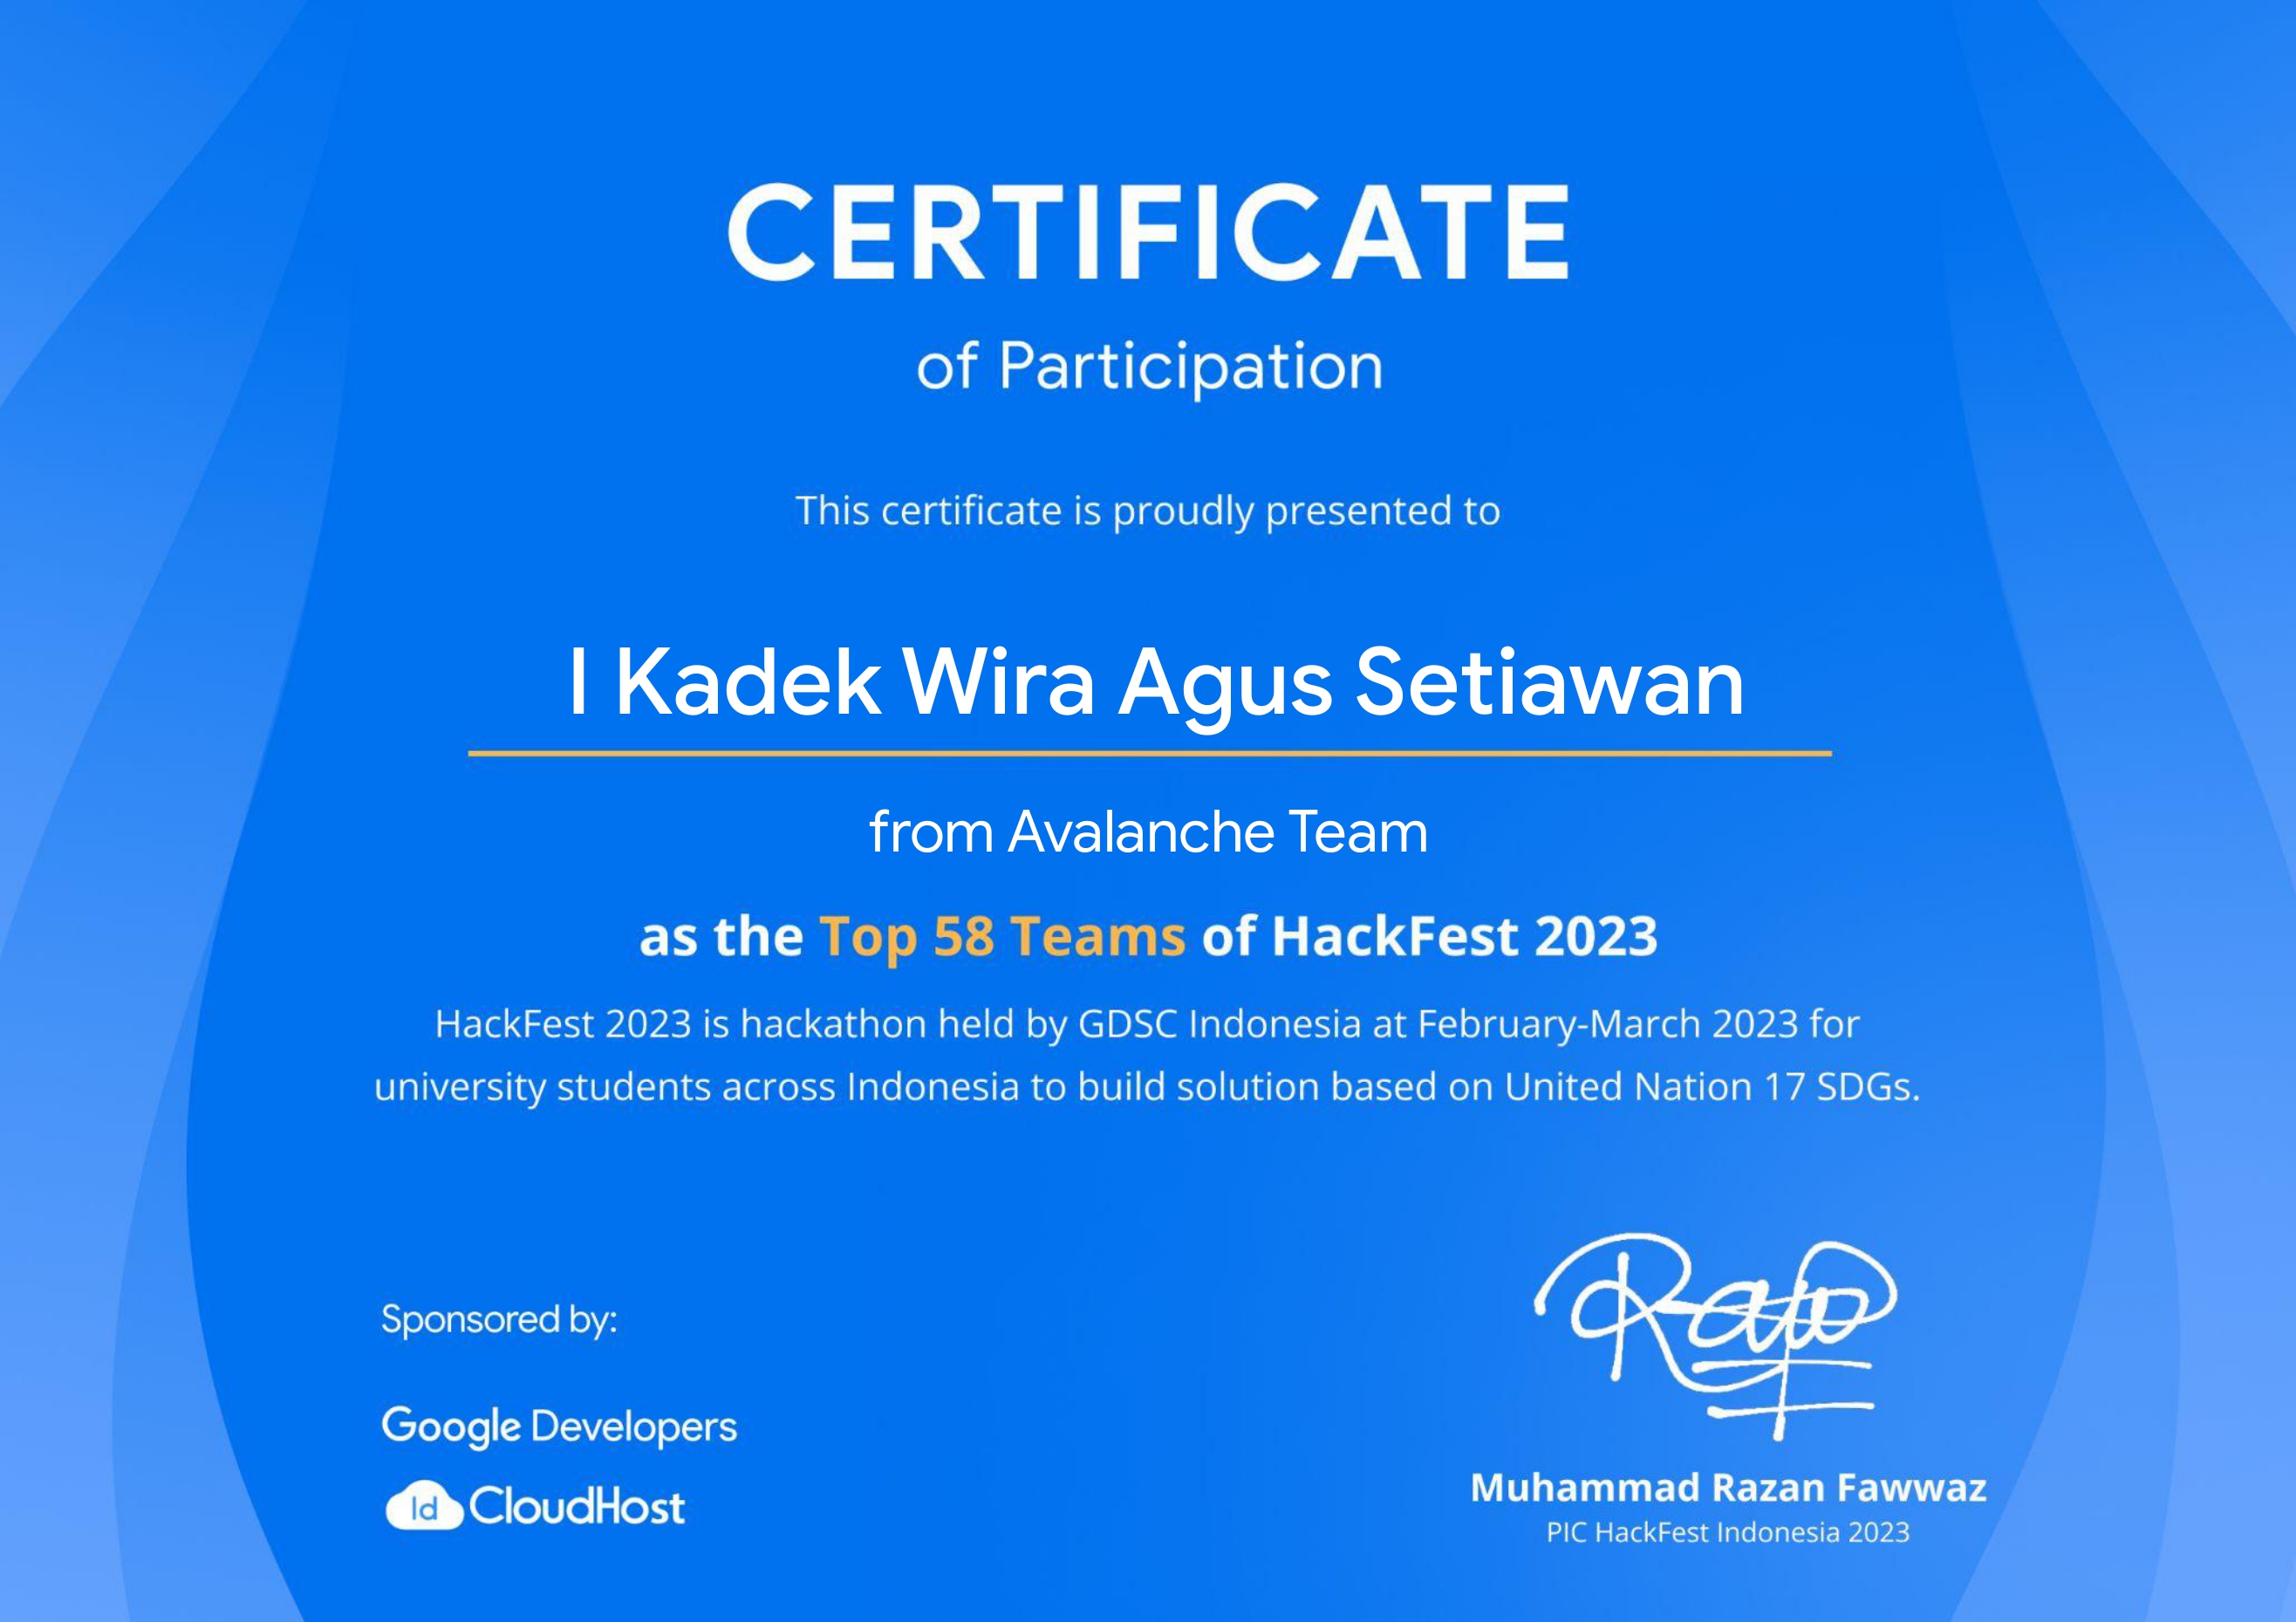 CERTIFICATE
of Participation
This certificate is proudly presented to
I Kadek Wira Agus Setiawan
from Avalanche Team
as the Top 58 Teams of HackFest 2023
HackFest 2023 is hackathon held by GDSC Indonesia at February-March 2023 for
university students across Indonesia to build solution based on United Nation 17 SDGs.
Sponsored by:
Google Developers
Id CloudHost
Muhammad Razan Fawwaz
PIC HackFest Indonesia 2023